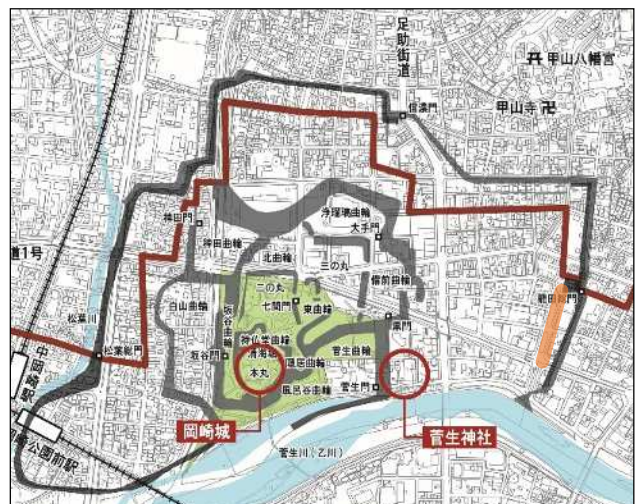 足助街道
甲山八幡宮
甲山寺
信濃門
浄瑠璃曲輪
大手門
稗田門
稗田曲輪
北曲輪
三の丸
備前曲輪
道1号
籠田総門
二の丸
七間門
東曲輪
白山曲輪
坂谷曲輪
松葉川
持仏堂曲輪
清海堀
隠居曲輪
菅生曲輪
坂谷門
本丸
松葉総門
風呂谷曲輪
菅生門
中岡崎駅
岡崎城
菅生神社
公園前駅
菅生川(乙川)